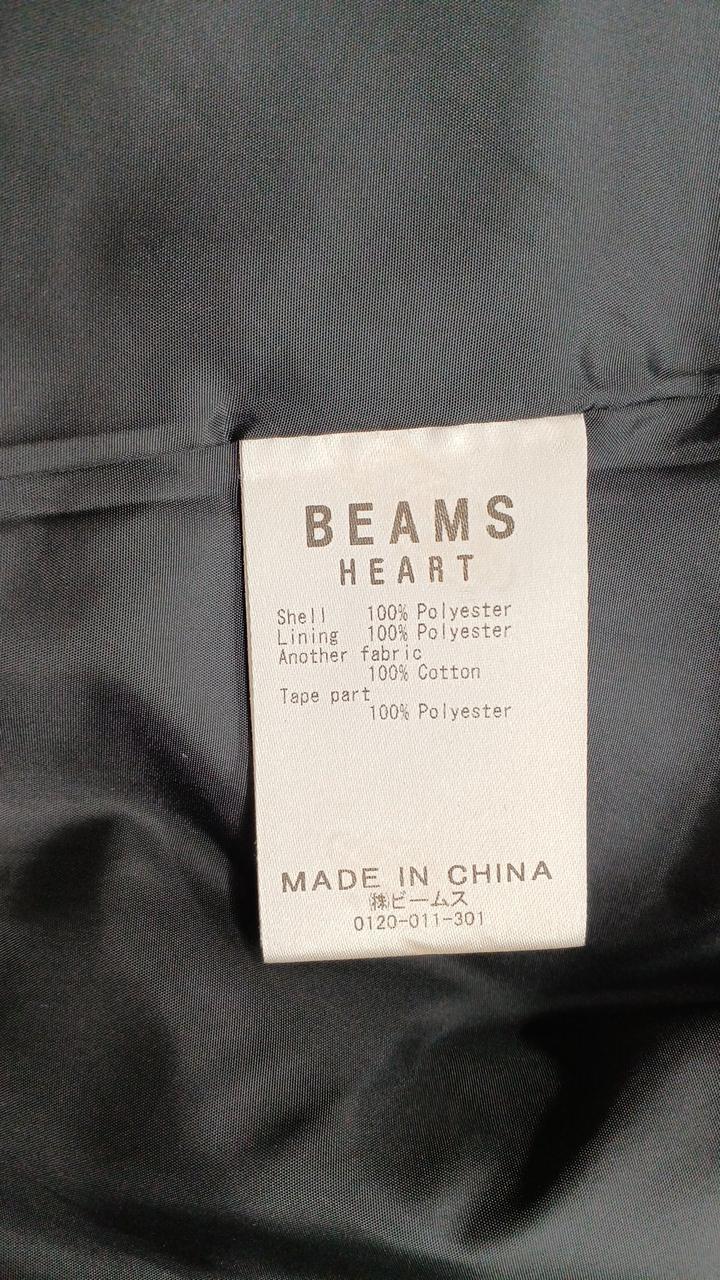 BEAMS
HEART
Shell 100% Polyester
Lining 100% Polyester
Another fabric
100% Cotton
Tape part
100% Polyester
MADE IN CHINA
㈱ビームス
0120-011-301